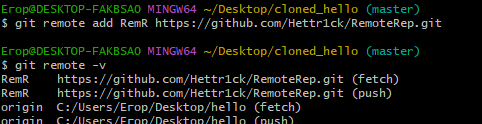 Erop@DESKTOP-FAKBSAO MINGW64 ~/Desktop/cloned_hello (master)
$ git remote add RemR https://github.com/Hettr1ck/RemoteRep.git
Erop@DESKTOP-FAKBSAO MINGW64 ~/Desktop/cloned_hello (master)
$ git remote -v
RemR    https://github.com/Hettr1ck/RemoteRep.git (fetch)
RemR    https://github.com/Hettr1ck/RemoteRep.git (push)
origin  C:/Users/Егор/Desktop/hello (fetch)
origin  C:/Users/Егор/Desktop/hello (push)